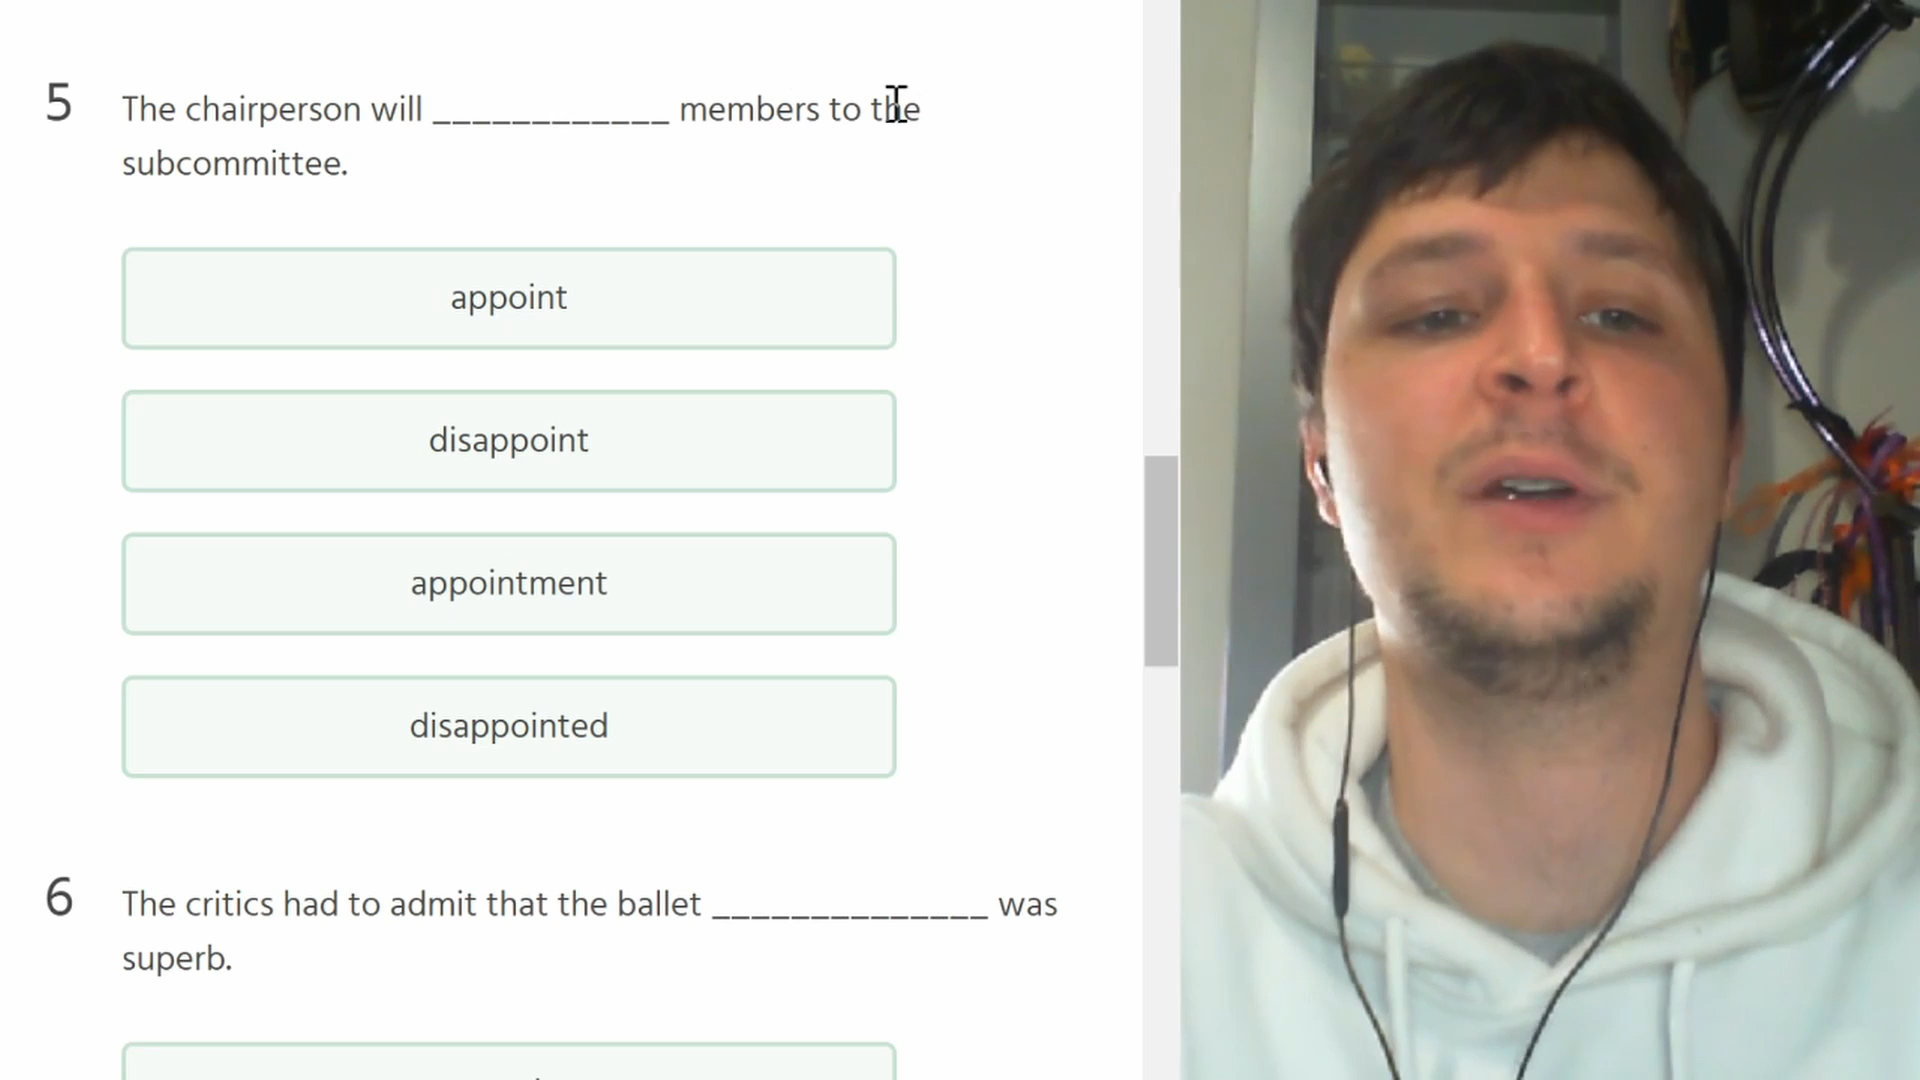 5 The chairperson will ____________ members to the
subcommittee.
appoint
disappoint
appointment
disappointed
6 The critics had to admit that the ballet ______________ was
superb.